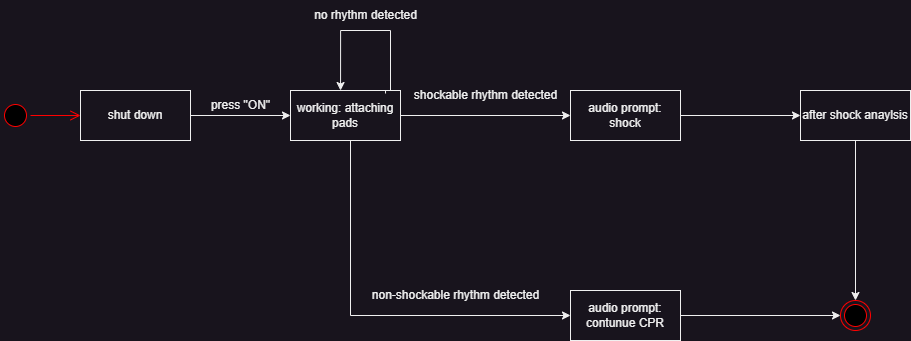 no rhythm detected
shut down
press "ON"
working: attaching
pads
shockable rhythm detected
audio prompt:
shock
after shock anaylsis
non-shockable rhythm detected
audio prompt:
contunue CPR